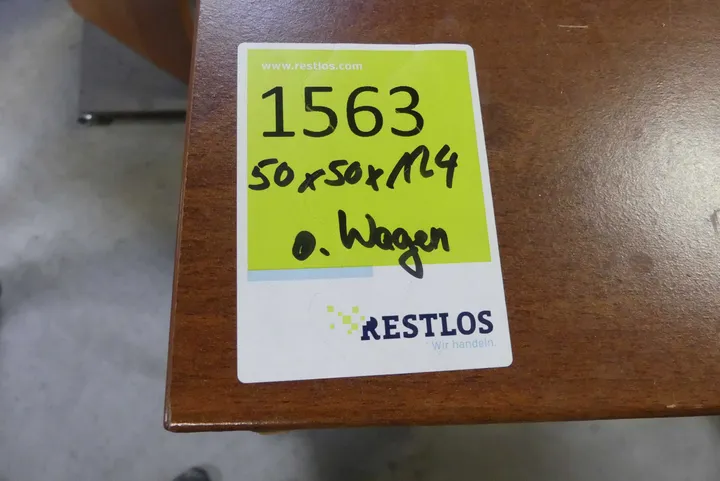 www.restlos.com
1563
50x50x124
o. Wagen
RESTLOS
Wir handeln.